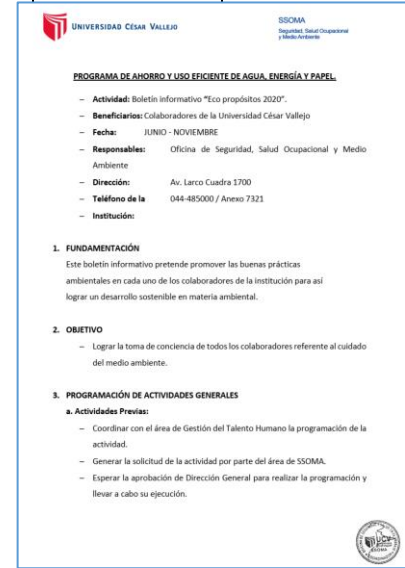 UNIVERSIDAD CÉSAR VALLEJO
SSOMA
Seguridad, Salud Ocupacional
y Medio Ambiente
PROGRAMA DE AHORRO Y USO EFICIENTE DE AGUA, ENERGÍA Y PAPEL.
– Actividad: Boletín informativo "Eco propósitos 2020".
– Beneficiarios: Colaboradores de la Universidad César Vallejo
– Fecha: JUNIO - NOVIEMBRE
– Responsables: Oficina de Seguridad, Salud Ocupacional y Medio
Ambiente
– Dirección: Av. Larco Cuadra 1700
– Teléfono de la 044-485000 / Anexo 7321
– Institución:
1. FUNDAMENTACIÓN
Este boletín informativo pretende promover las buenas prácticas
ambientales en cada uno de los colaboradores de la institución para así
lograr un desarrollo sostenible en materia ambiental.
2. OBJETIVO
– Lograr la toma de conciencia de todos los colaboradores referente al cuidado
del medio ambiente.
3. PROGRAMACIÓN DE ACTIVIDADES GENERALES
a. Actividades Previas:
– Coordinar con el área de Gestión del Talento Humano la programación de la
actividad.
– Generar la solicitud de la actividad por parte del área de SSOMA.
– Esperar la aprobación de Dirección General para realizar la programación y
llevar a cabo su ejecución.
UCV
SSOMA